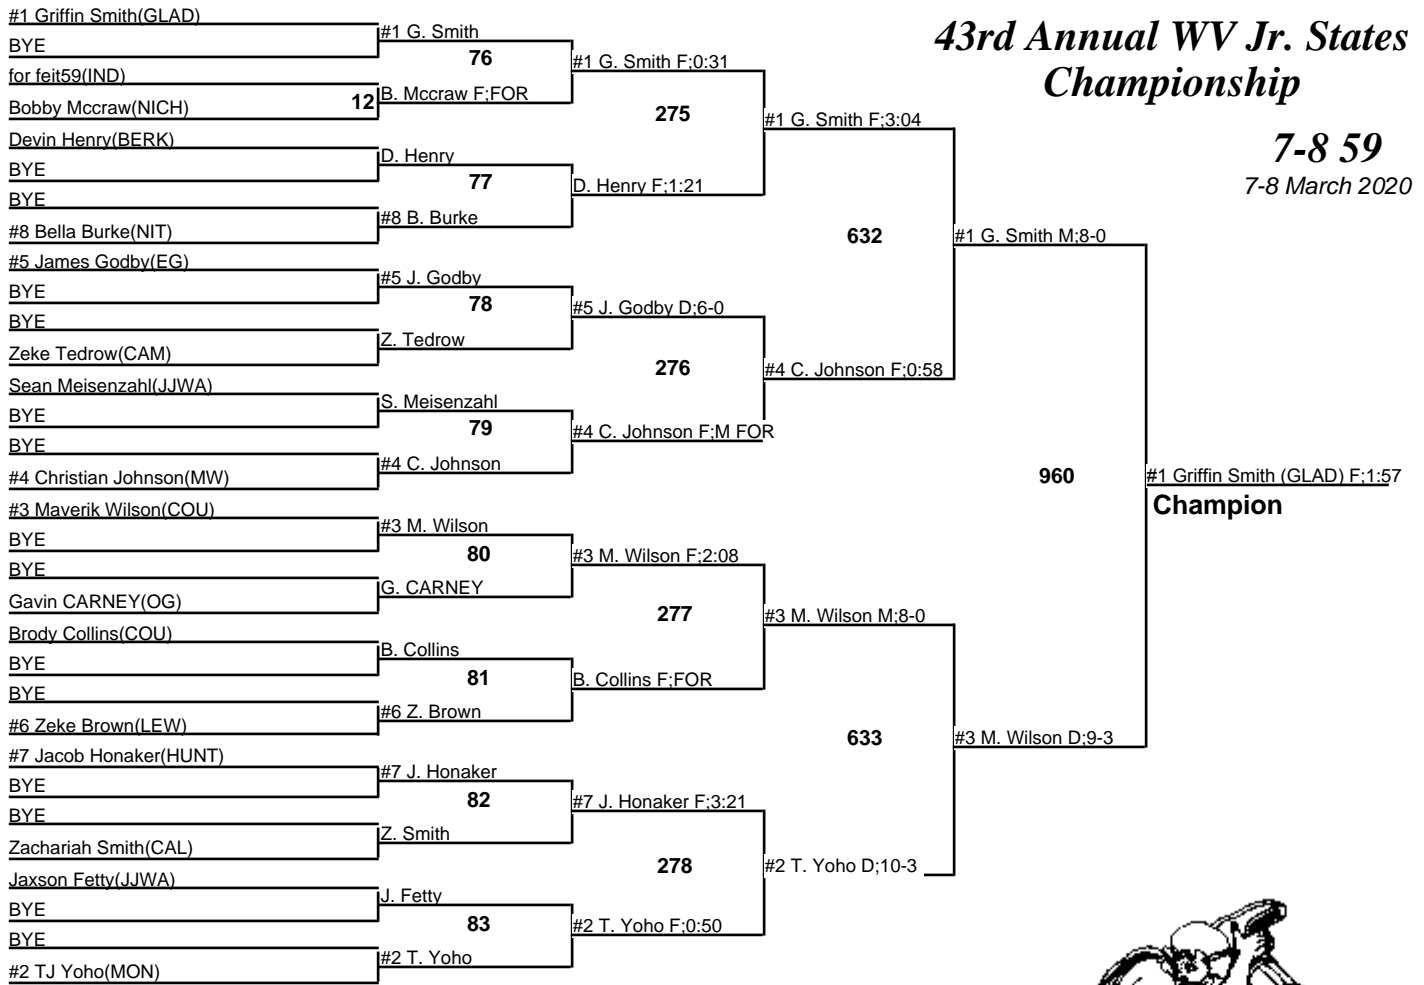 43rd Annual WV Jr. States
Championship
7-8 59
7-8 March 2020
#1 Griffin Smith(GLAD)
BYE
for feit59(IND)
Bobby Mccraw(NICH)
Devin Henry(BERK)
BYE
BYE
#8 Bella Burke(NIT)
#5 James Godby(EG)
BYE
BYE
Zeke Tedrow(CAM)
Sean Meisenzahl(JJWA)
BYE
BYE
#4 Christian Johnson(MW)
#3 Maverik Wilson(COU)
BYE
BYE
Gavin CARNEY(OG)
Brody Collins(COU)
BYE
BYE
#6 Zeke Brown(LEW)
#7 Jacob Honaker(HUNT)
BYE
BYE
Zachariah Smith(CAL)
Jaxson Fetty(JJWA)
BYE
BYE
#2 TJ Yoho(MON)
12
#1 G. Smith
76
B. Mccraw F;FOR
D. Henry
77
#8 B. Burke
#5 J. Godby
78
Z. Tedrow
S. Meisenzahl
79
#4 C. Johnson
#3 M. Wilson
80
G. CARNEY
B. Collins
81
#6 Z. Brown
#7 J. Honaker
82
Z. Smith
J. Fetty
83
#2 T. Yoho
#1 G. Smith F;0:31
275
D. Henry F;1:21
#5 J. Godby D;6-0
276
#4 C. Johnson F;M FOR
#3 M. Wilson F;2:08
277
B. Collins F;FOR
#7 J. Honaker F;3:21
278
#2 T. Yoho F;0:50
#1 G. Smith F;3:04
632
#4 C. Johnson F;0:58
#3 M. Wilson M;8-0
633
#2 T. Yoho D;10-3
#1 G. Smith M;8-0
960
#3 M. Wilson D;9-3
#1 Griffin Smith (GLAD) F;1:57
Champion